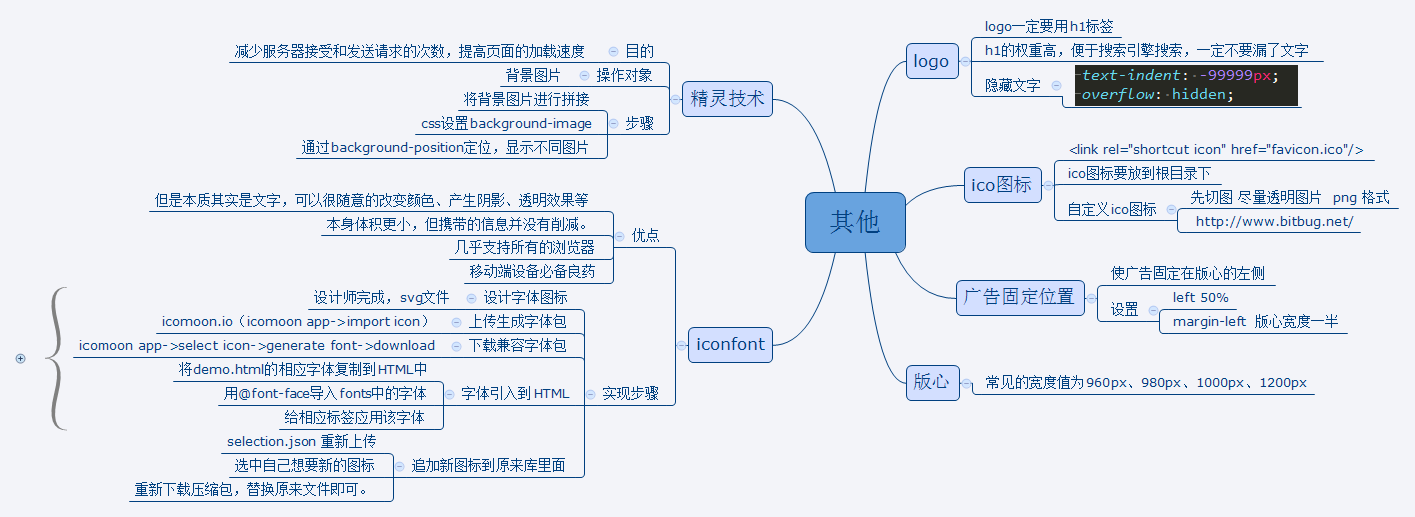 其他
logo
logo一定要用h1标签
h1的权重高，便于搜索引擎搜索，一定不要漏了文字
隐藏文字
text-indent: -99999px;
overflow: hidden;
ico图标
<link rel="shortcut icon" href="favicon.ico"/>
ico图标要放到根目录下
自定义ico图标
先切图 尽量透明图片 png 格式
http://www.bitbug.net/
广告固定位置
使广告固定在版心的左侧
设置
left 50%
margin-left 版心宽度一半
版心
常见的宽度值为960px、980px、1000px、1200px
精灵技术
目的
减少服务器接受和发送请求的次数，提高页面的加载速度
操作对象
背景图片
步骤
将背景图片进行拼接
css设置background-image
通过background-position定位，显示不同图片
iconfont
优点
但是本质其实是文字，可以很随意的改变颜色、产生阴影、透明效果等
本身体积更小，但携带的信息并没有削减。
几乎支持所有的浏览器
移动端设备必备良药
实现步骤
设计字体图标
设计师完成，svg文件
上传生成字体包
icomoon.io（icomoon app->import icon）
下载兼容字体包
icomoon app->select icon->generate font->download
字体引入到 HTML
将demo.html的相应字体复制到HTML中
用@font-face导入fonts中的字体
给相应标签应用该字体
追加新图标到原来库里面
selection.json 重新上传
选中自己想要新的图标
重新下载压缩包，替换原来文件即可。